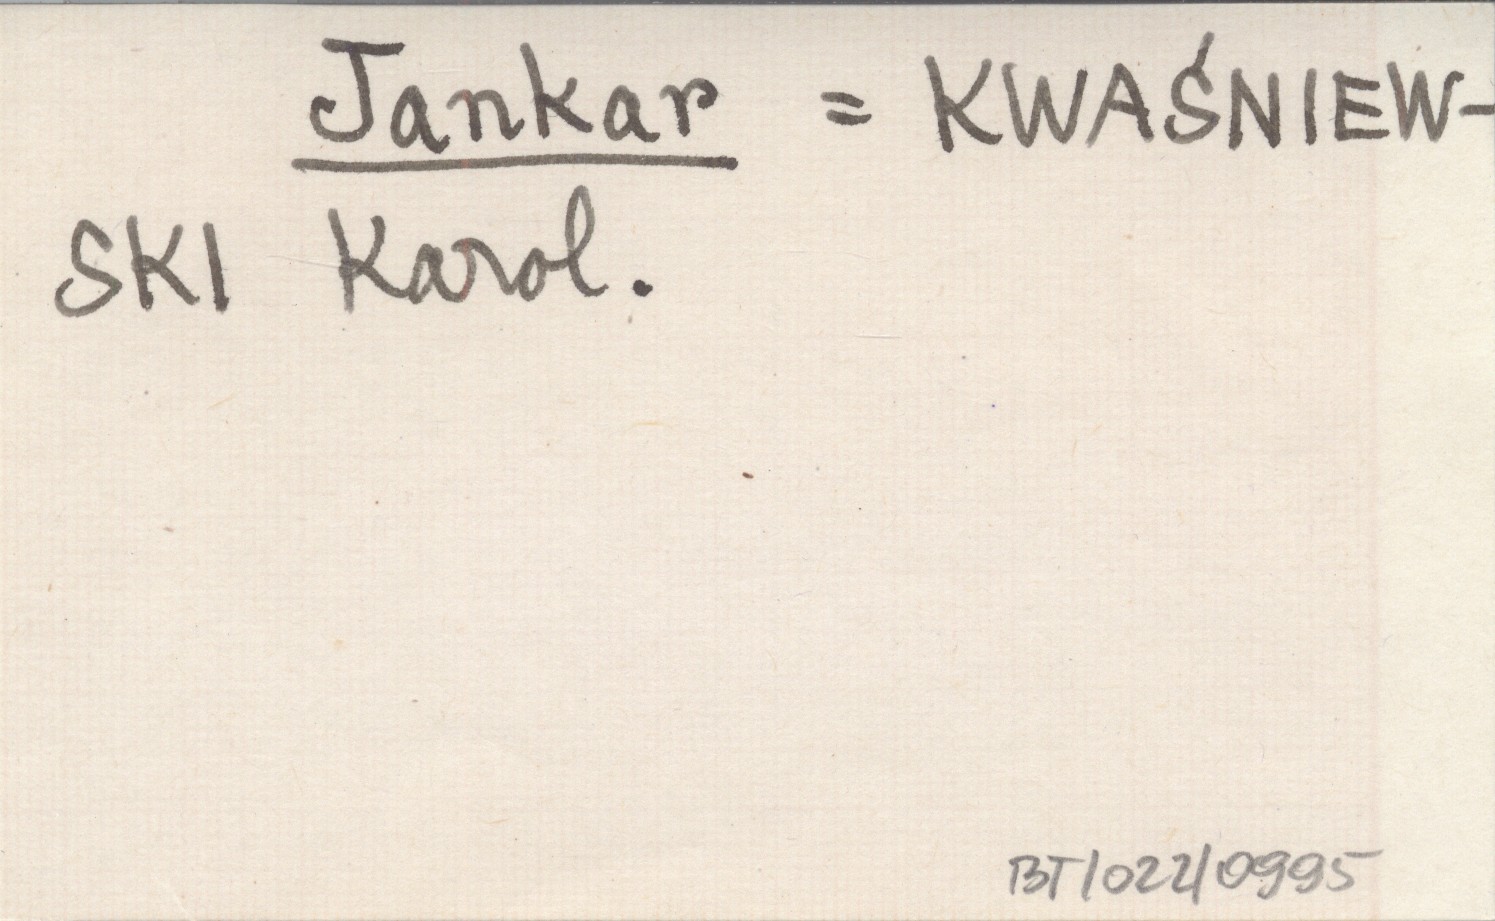 Jankar = KWAŚNIEW-
SKI Karol.
BT/022/0995